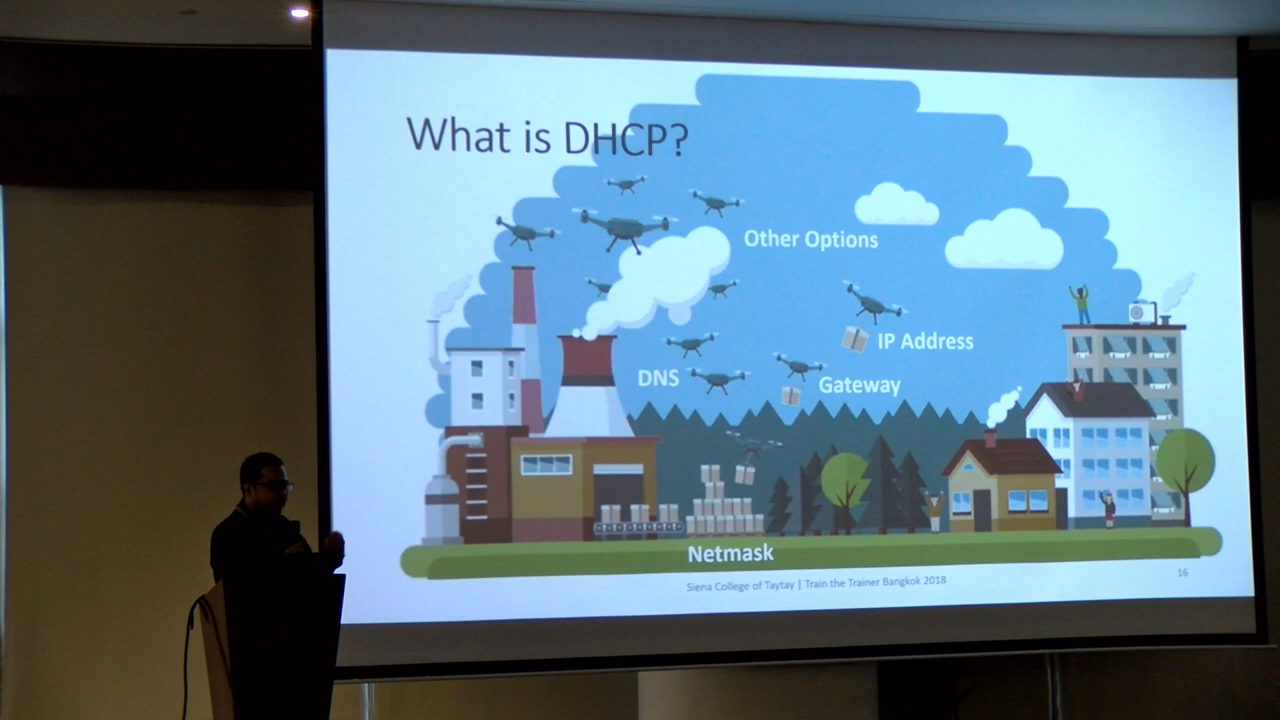 What is DHCP?
Other Options
IP Address
DNS
Gateway
Netmask
Siena College of Taytay | Train the Trainer Bangkok 2018
16